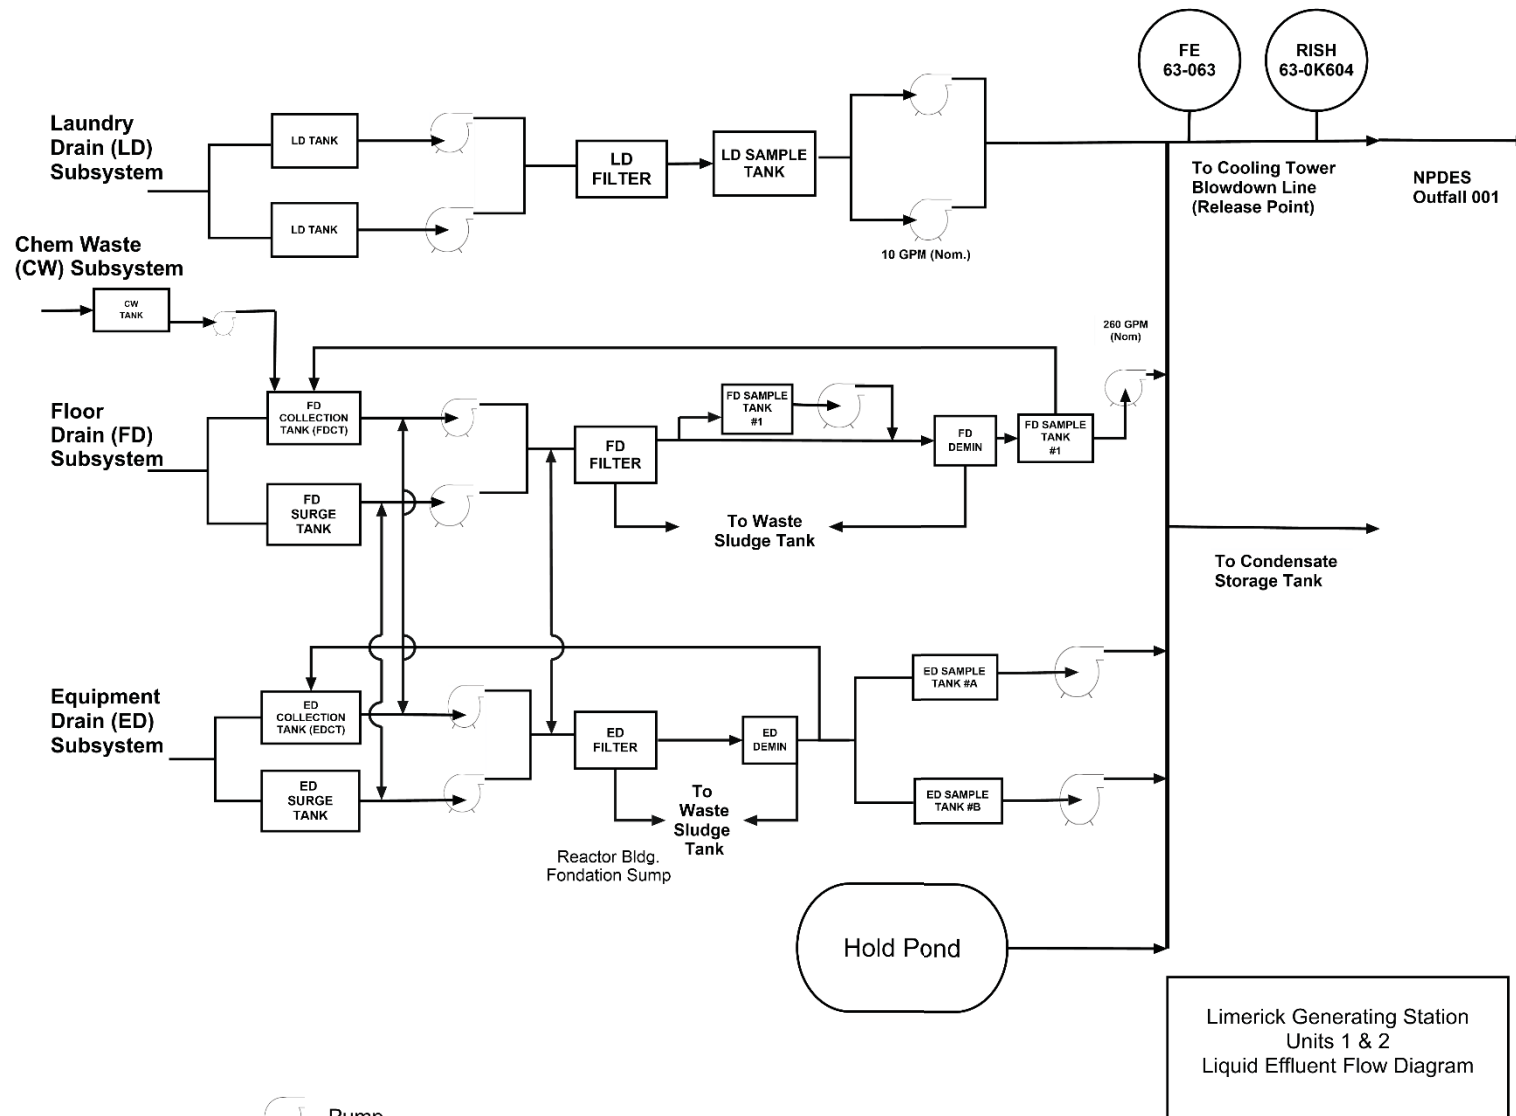 FE
63-063
RISH
63-0K604
Laundry
Drain (LD)
Subsystem
LD TANK
LD TANK
LD
FILTER
LD SAMPLE
TANK
10 GPM (Nom.)
To Cooling Tower
Blowdown Line
(Release Point)
NPDES
Outfall 001
Chem Waste
(CW) Subsystem
CW
TANK
260 GPM
(Nom)
Floor
Drain (FD)
Subsystem
FD
COLLECTION
TANK (FDCT)
FD
SURGE
TANK
FD
FILTER
FD SAMPLE
TANK
#1
FD
DEMIN
FD SAMPLE
TANK
#1
To Waste
Sludge Tank
To Condensate
Storage Tank
Equipment
Drain (ED)
Subsystem
ED
COLLECTION
TANK (EDCT)
ED
SURGE
TANK
ED
FILTER
ED
DEMIN
ED SAMPLE
TANK #A
ED SAMPLE
TANK #B
To
Waste
Sludge
Tank
Reactor Bldg.
Fondation Sump
Hold Pond
Limerick Generating Station
Units 1 & 2
Liquid Effluent Flow Diagram
Pump